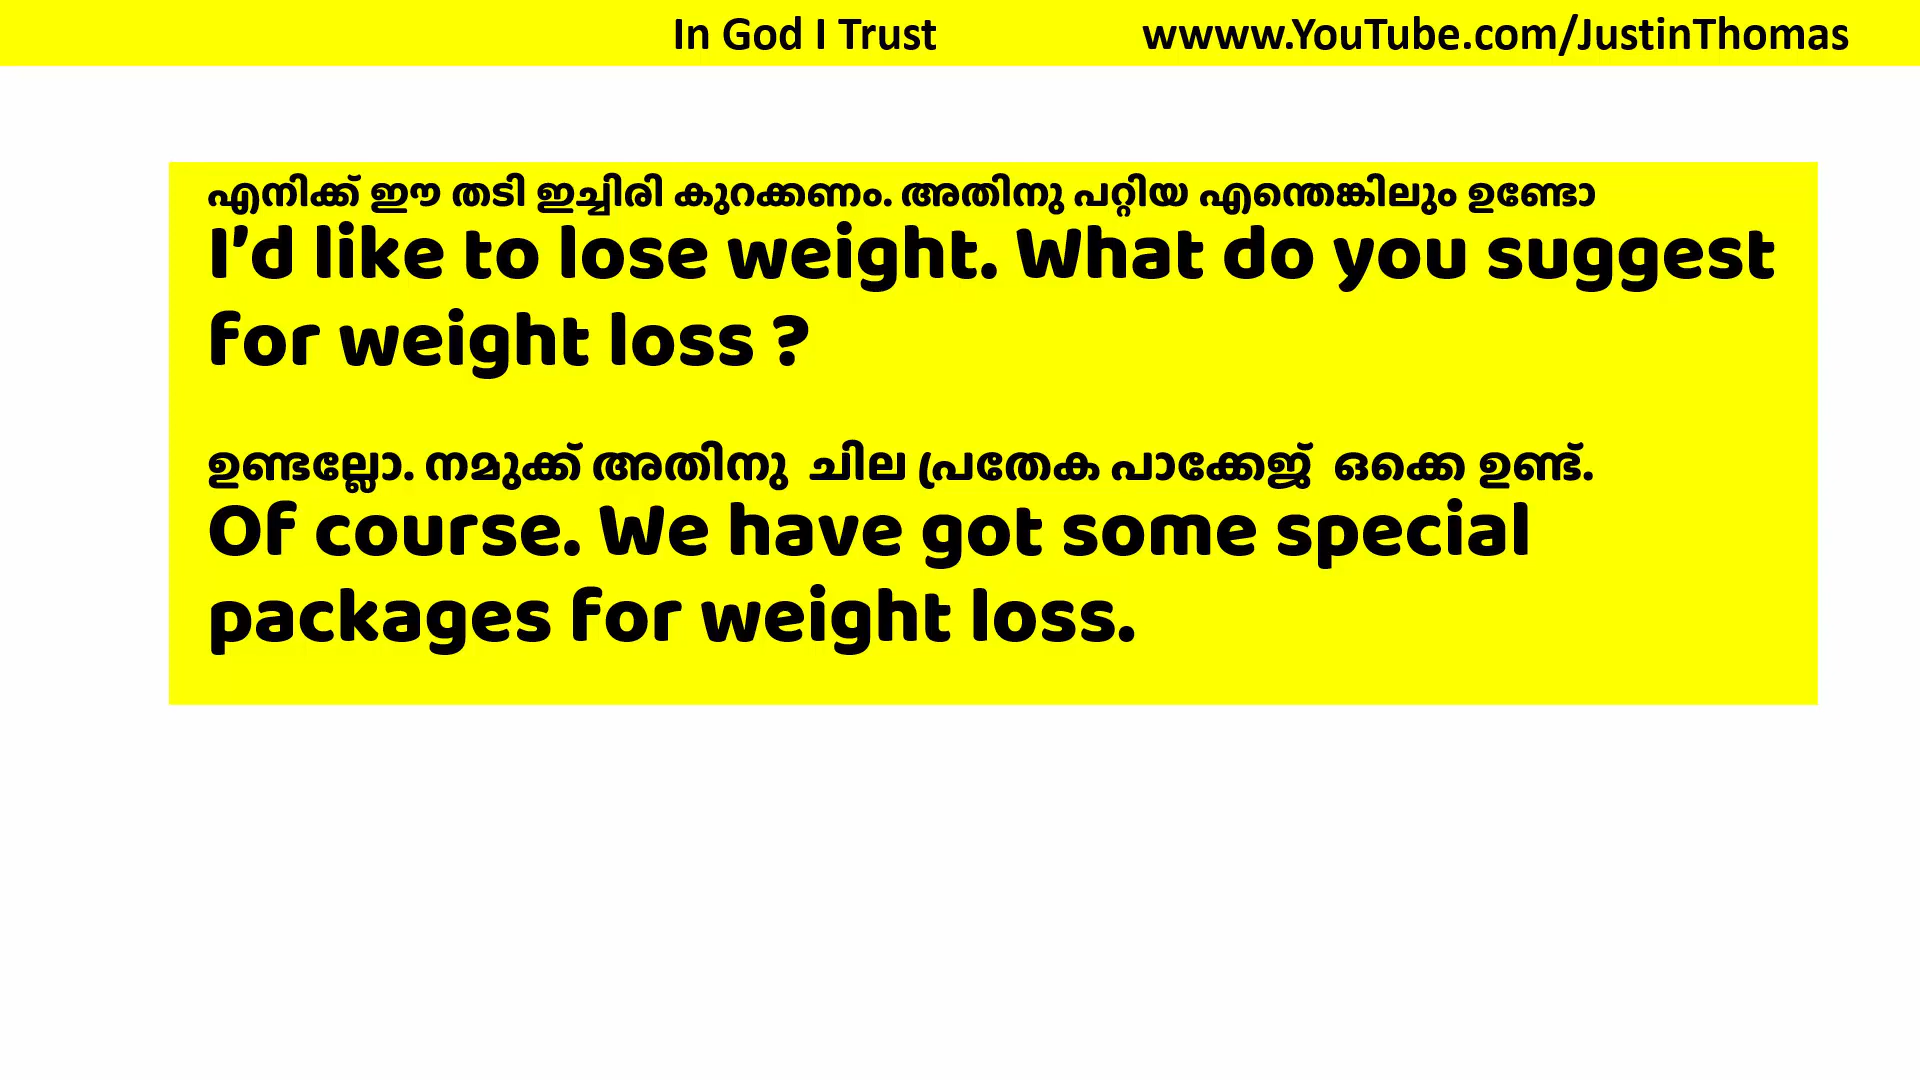 In God I Trust
wwww.YouTube.com/JustinThomas
എനിക്ക് ഈ തടി ഇച്ചിരി കുറക്കണം. അതിനു പറ്റിയ എന്തെങ്കിലും ഉണ്ടോ
I’d like to lose weight. What do you suggest
for weight loss ?
ഉണ്ടല്ലോ. നമുക്ക് അതിനു ചില പ്രതേക പാക്കേജ് ഒക്കെ ഉണ്ട്.
Of course. We have got some special
packages for weight loss.